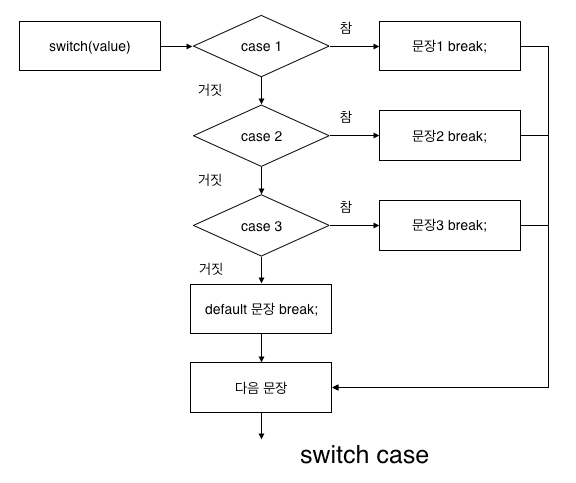 switch(value)
case 1
참
문장1 break;
거짓
case 2
참
문장2 break;
거짓
case 3
참
문장3 break;
거짓
default 문장 break;
다음 문장
switch case